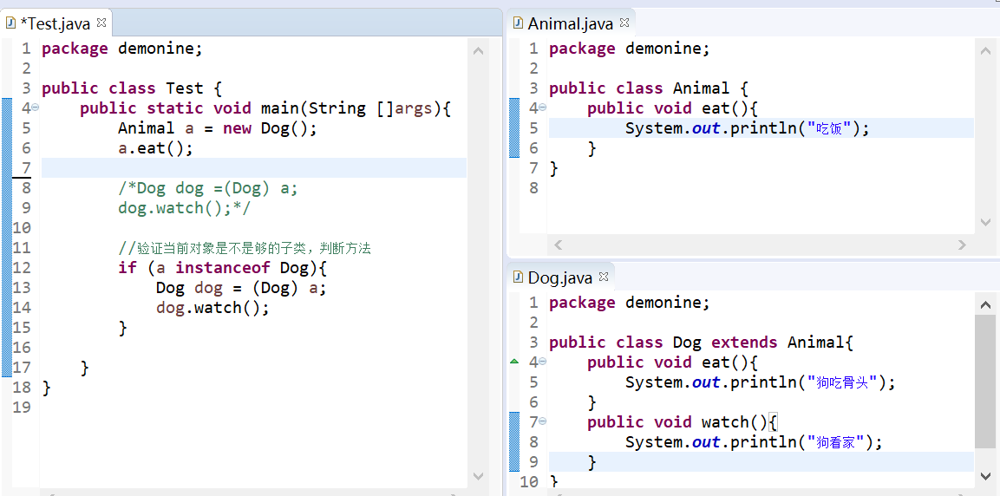 *Test.java
1 package demonine;
2
3 public class Test {
4     public static void main(String []args){
5         Animal a = new Dog();
6         a.eat();
7
8         /*Dog dog =(Dog) a;
9         dog.watch();*/
10
11         //验证当前对象是不是够的子类，判断方法
12         if (a instanceof Dog){
13             Dog dog = (Dog) a;
14             dog.watch();
15         }
16
17     }
18 }
19
Animal.java
1 package demonine;
2
3 public class Animal {
4     public void eat(){
5         System.out.println("吃饭");
6     }
7 }
8
Dog.java
1 package demonine;
2
3 public class Dog extends Animal{
4     public void eat(){
5         System.out.println("狗吃骨头");
6     }
7     public void watch(){
8         System.out.println("狗看家");
9     }
10 }